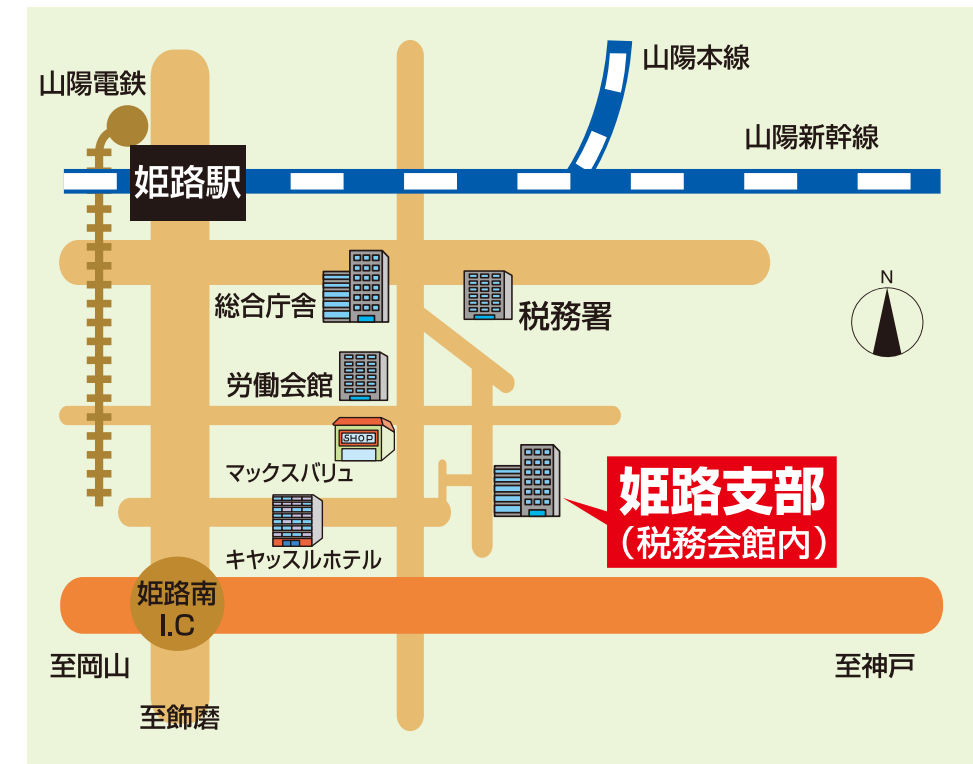 山陽本線
山陽電鉄
山陽新幹線
姫路駅
N
総合庁舎
税務署
労働会館
SHOP
マックスバリュ
姫路支部
（税務会館内）
キャッスルホテル
姫路南
I.C
至岡山
至神戸
至飾磨